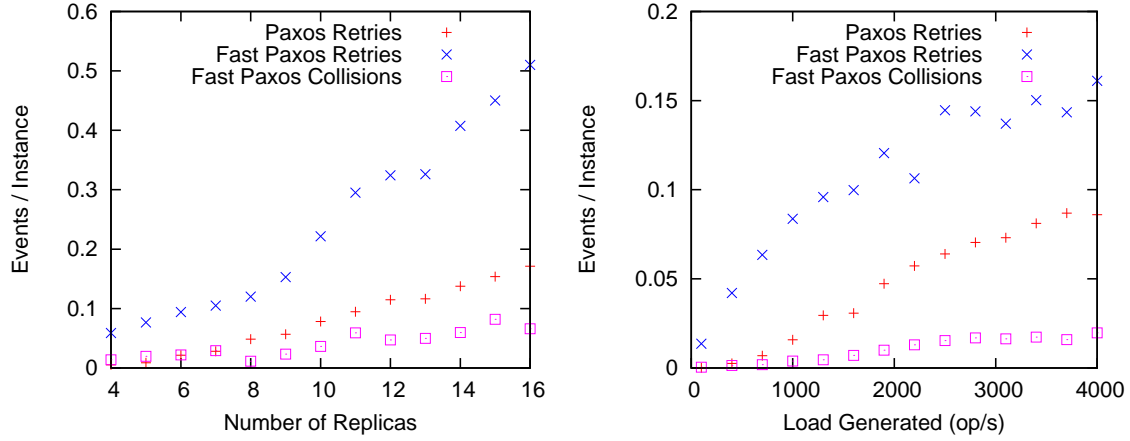 Paxos Retries
Fast Paxos Retries
Fast Paxos Collisions
0.6
0.5
0.4
0.3
0.2
0.1
0
4 6 8 10 12 14 16
Number of Replicas
Events / Instance
Paxos Retries
Fast Paxos Retries
Fast Paxos Collisions
0.2
0.15
0.1
0.05
0
0 1000 2000 3000 4000
Load Generated (op/s)
Events / Instance